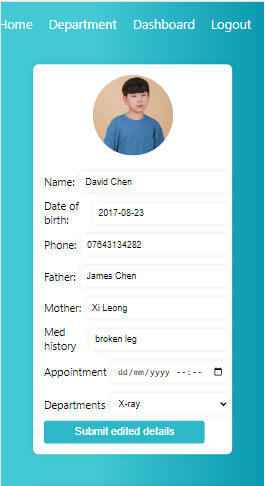 Home Department Dashboard Logout
Name: David Chen
Date of
birth: 2017-08-23
Phone: 07643134282
Father: James Chen
Mother: Xi Leong
Med
history broken leg
Appointment dd/mm/yyyy --:--
Departments X-ray
Submit edited details